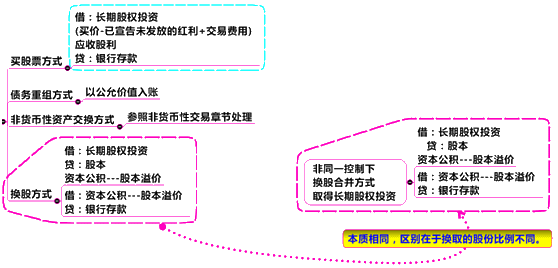 买股票方式
借：长期股权投资
(买价-已宣告未发放的红利+交易费用)
应收股利
贷：银行存款
债务重组方式
以公允价值入账
非货币性资产交换方式
参照非货币性交易章节处理
换股方式
借：长期股权投资
贷：股本
资本公积---股本溢价
借：资本公积---股本溢价
贷：银行存款
非同一控制下
换股合并方式
取得长期股权投资
借：长期股权投资
贷：股本
资本公积---股本溢价
借：资本公积---股本溢价
贷：银行存款
本质相同，区别在于换取的股份比例不同。